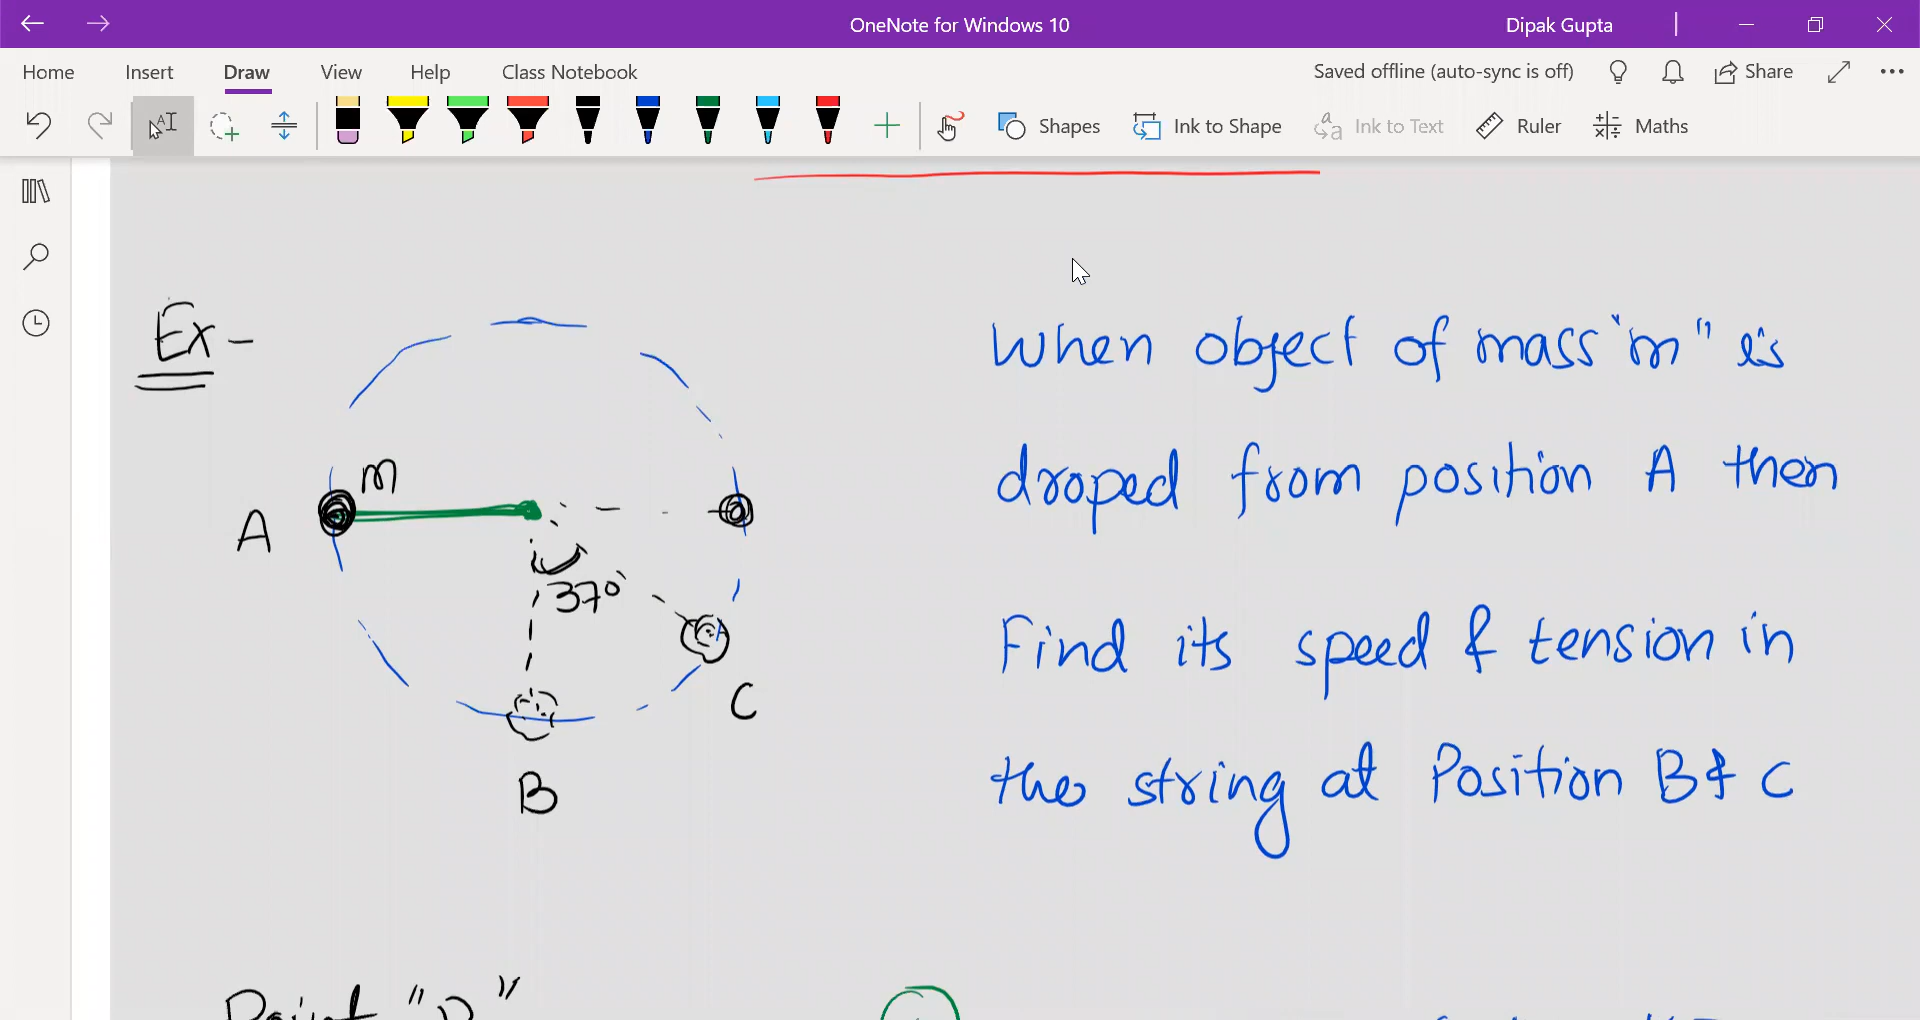 OneNote for Windows 10
Dipak Gupta
Home Insert Draw View Help Class Notebook
Saved offline (auto-sync is off) Share
Shapes Ink to Shape Ink to Text Ruler Maths
Ex-
When object of mass "m" is
droped from position A then
Find its speed & tension in
the string at Position B & C
m
A
37°
C
B
Point